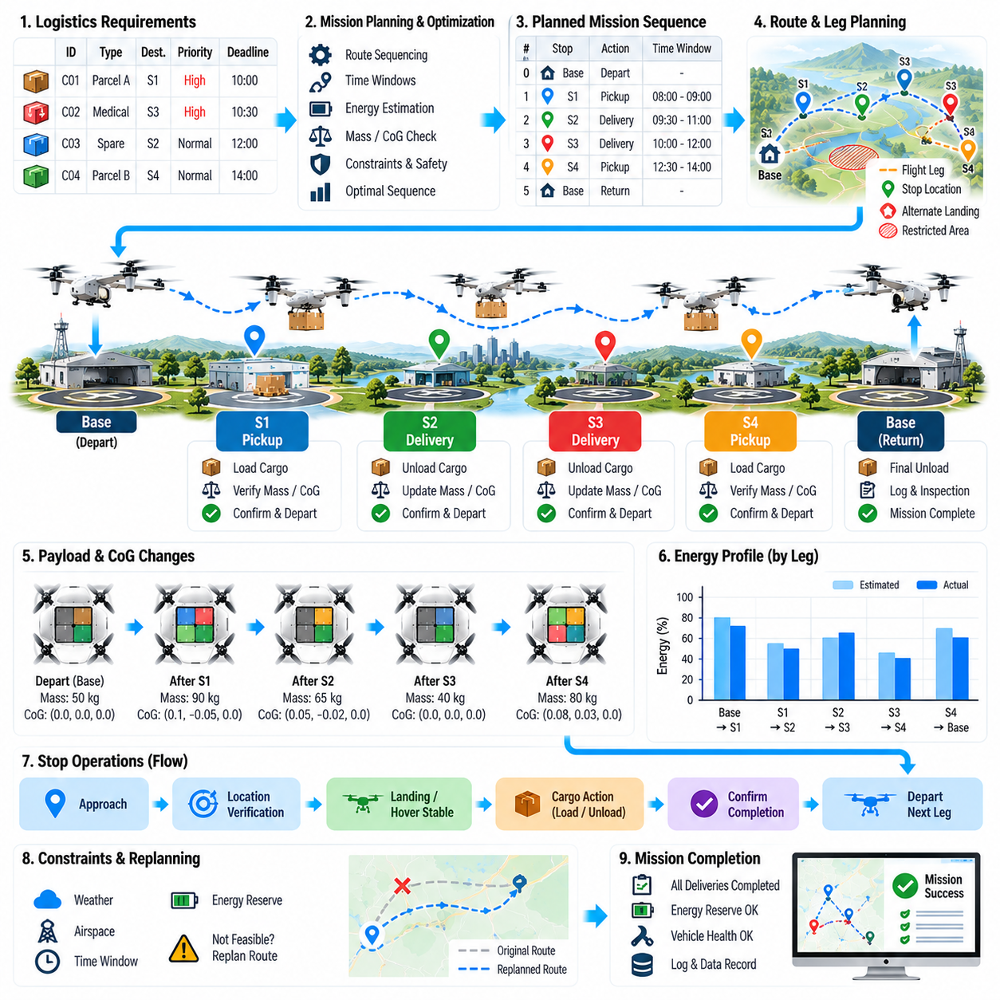 1. Logistics Requirements
ID Type Dest. Priority Deadline
C01 Parcel A S1 High 10:00
C02 Medical S3 High 10:30
C03 Spare S2 Normal 12:00
C04 Parcel B S4 Normal 14:00
2. Mission Planning & Optimization
Route Sequencing
Time Windows
Energy Estimation
Mass / CoG Check
Constraints & Safety
Optimal Sequence
3. Planned Mission Sequence
# Stop Action Time Window
0 Base Depart -
1 S1 Pickup 08:00 - 09:00
2 S2 Delivery 09:30 - 11:00
3 S3 Delivery 10:00 - 12:00
4 S4 Pickup 12:30 - 14:00
5 Base Return -
4. Route & Leg Planning
S3
S1
S2
S3
S4
Base
Flight Leg
Stop Location
Alternate Landing
Restricted Area
Base
(Depart)
S1
Pickup
Load Cargo
Verify Mass / CoG
Confirm & Depart
S2
Delivery
Unload Cargo
Update Mass / CoG
Confirm & Depart
S3
Delivery
Unload Cargo
Update Mass / CoG
Confirm & Depart
S4
Pickup
Load Cargo
Verify Mass / CoG
Confirm & Depart
Base
(Return)
Final Unload
Log & Inspection
Mission Complete
5. Payload & CoG Changes
Depart (Base)
Mass: 50 kg
CoG: (0.0, 0.0, 0.0)
After S1
Mass: 90 kg
CoG: (0.1, -0.05, 0.0)
After S2
Mass: 65 kg
CoG: (0.05, -0.02, 0.0)
After S3
Mass: 40 kg
CoG: (0.0, 0.0, 0.0)
After S4
Mass: 80 kg
CoG: (0.08, 0.03, 0.0)
6. Energy Profile (by Leg)
Estimated Actual
Energy (%)
100
80
60
40
20
0
Base
→ S1
S1
→ S2
S2
→ S3
S3
→ S4
S4
→ Base
7. Stop Operations (Flow)
Approach
Location
Verification
Landing /
Hover Stable
Cargo Action
(Load / Unload)
Confirm
Completion
Depart
Next Leg
8. Constraints & Replanning
Weather
Airspace
Time Window
Energy Reserve
Not Feasible?
Replan Route
Original Route
Replanned Route
9. Mission Completion
All Deliveries Completed
Energy Reserve OK
Vehicle Health OK
Log & Data Record
Mission
Success